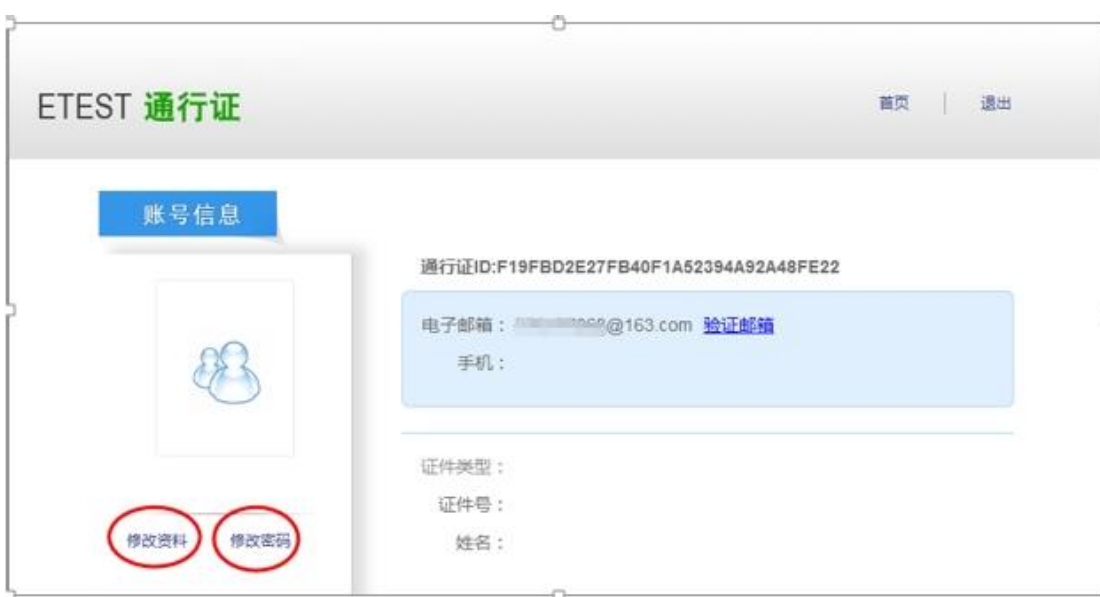 ETEST 通行证
首页 | 退出
账号信息
通行证ID:F19FBD2E27FB40F1A52394A92A48FE22
电子邮箱： @163.com 验证邮箱
手机：
证件类型：
证件号：
姓名：
修改资料 修改密码